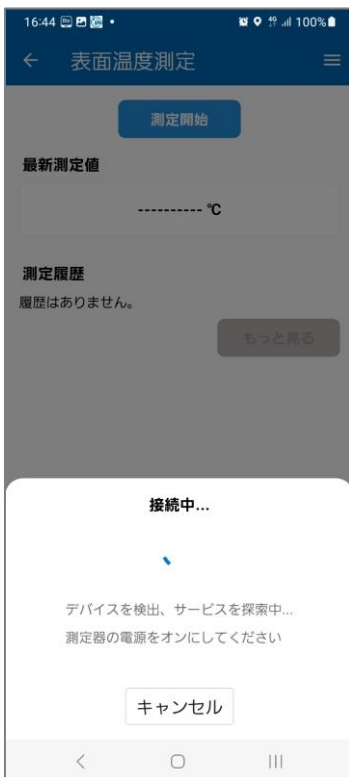 16:44 100%
表面温度測定
測定開始
最新測定値
---------- ℃
測定履歴
履歴はありません。
もっと見る
接続中...
デバイスを検出、サービスを探索中...
測定器の電源をオンにしてください
キャンセル